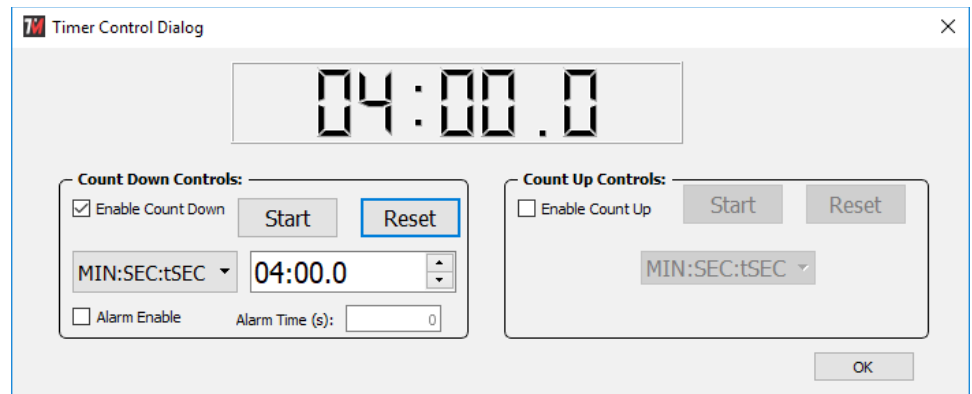 TM Timer Control Dialog
04:00.0
Count Down Controls:
Enable Count Down
Start
Reset
MIN:SEC:tSEC
04:00.0
Alarm Enable
Alarm Time (s):
0
Count Up Controls:
Enable Count Up
Start
Reset
MIN:SEC:tSEC
OK